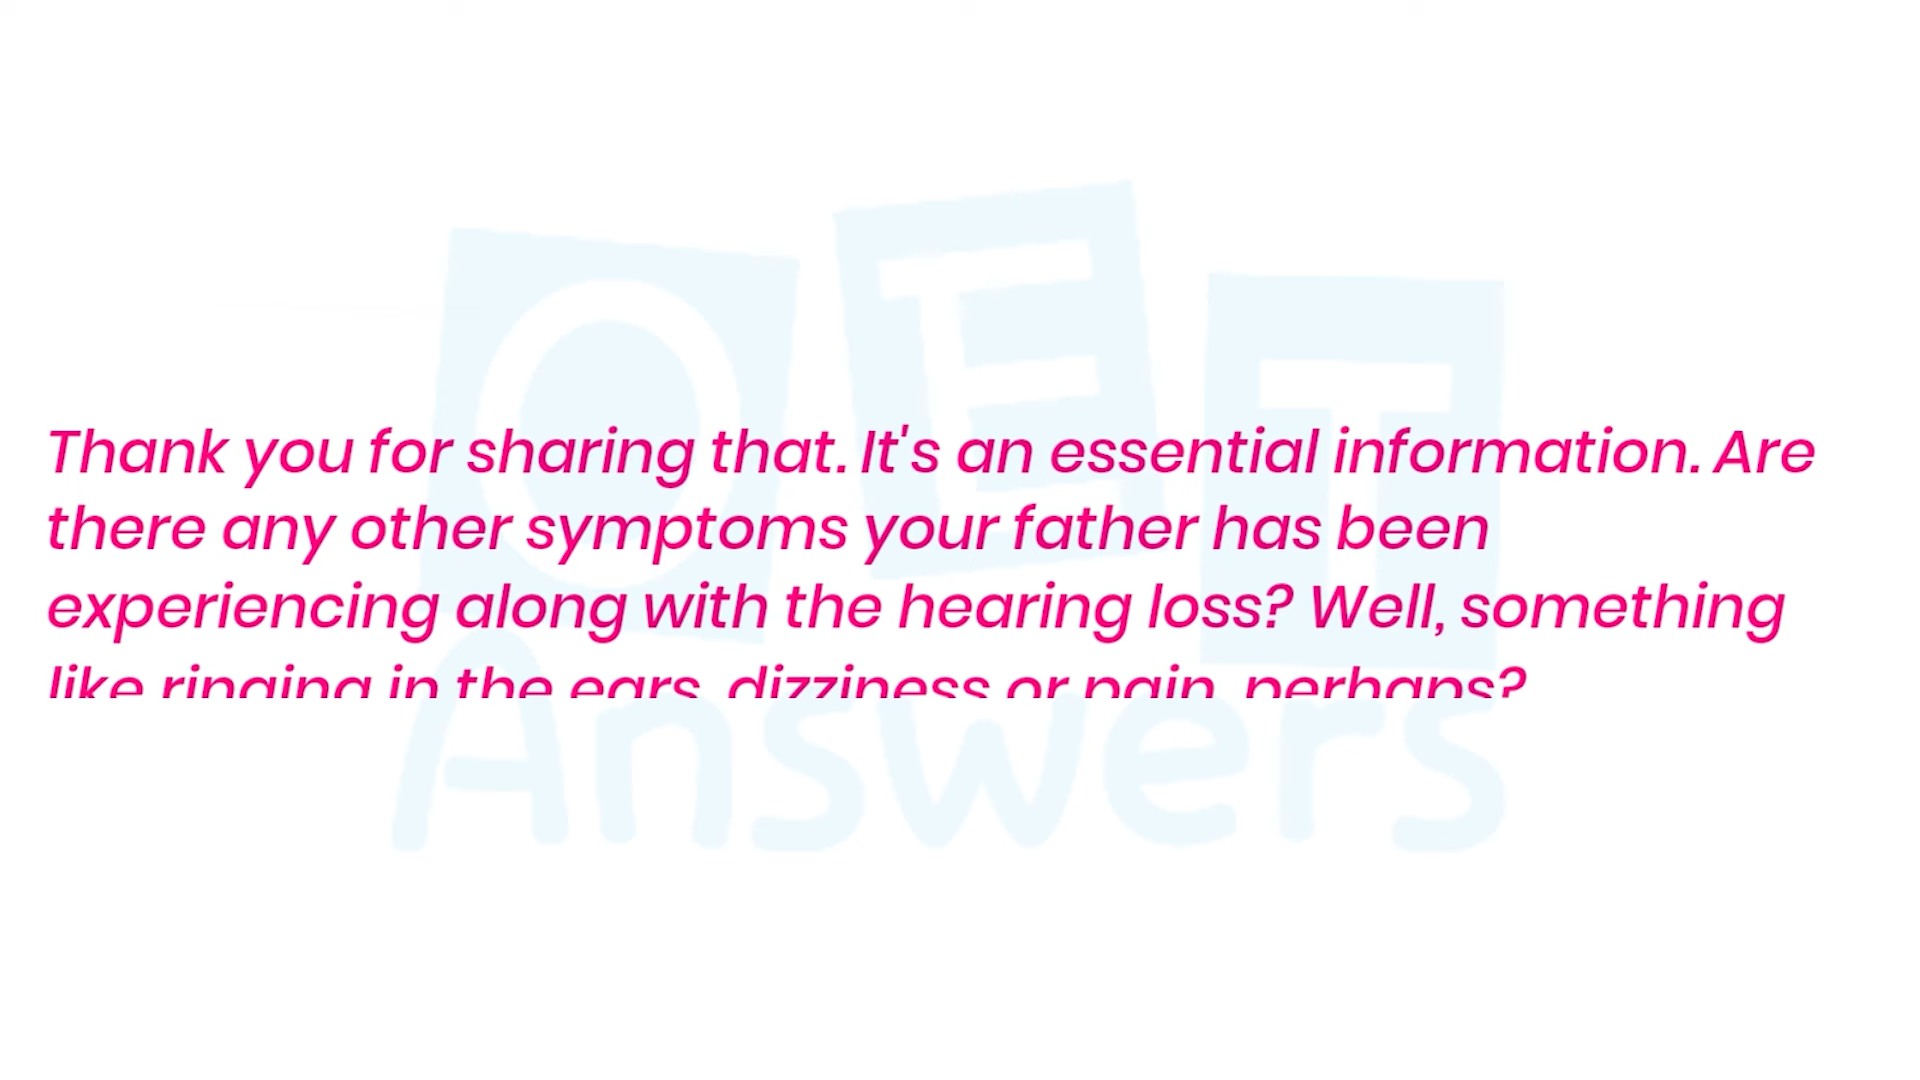 Thank you for sharing that. It's an essential information. Are
there any other symptoms your father has been
experiencing along with the hearing loss? Well, something
like ringing in the ears, dizziness or pain, perhaps?
OET
Answers